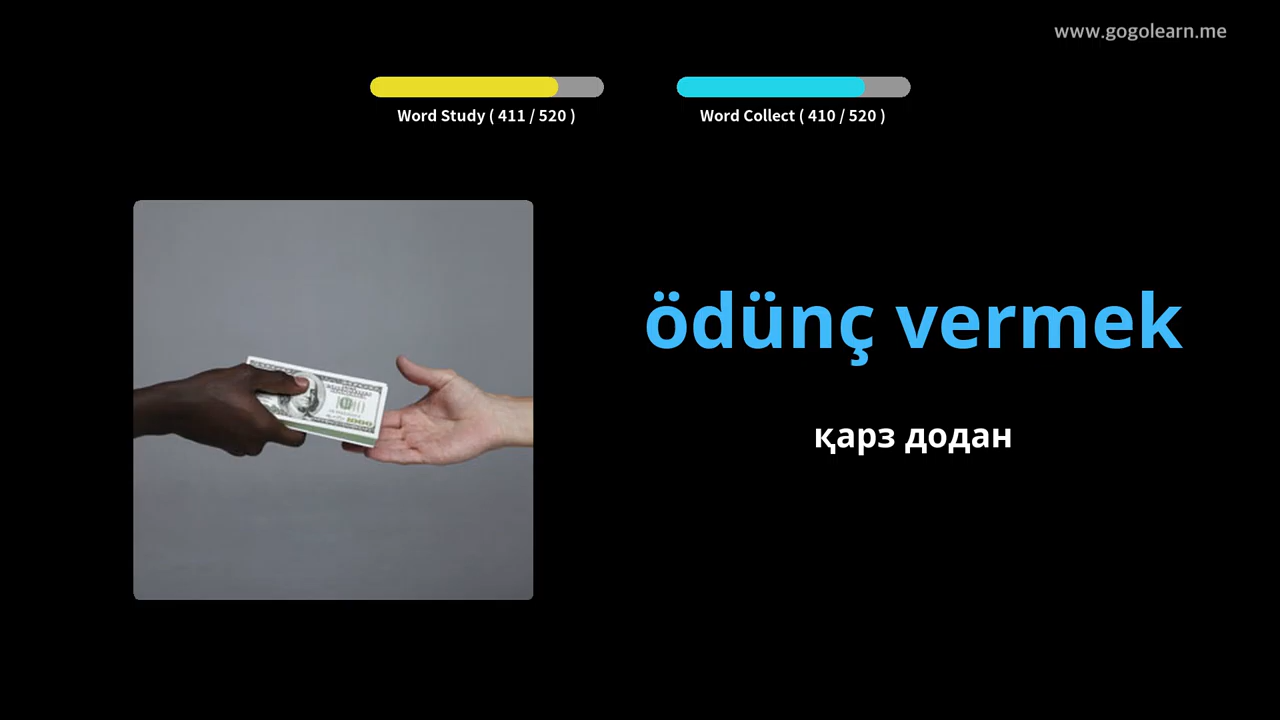 www.gogolearn.me
Word Study ( 411 / 520 )
Word Collect ( 410 / 520 )
ödünç vermek
қарз додан